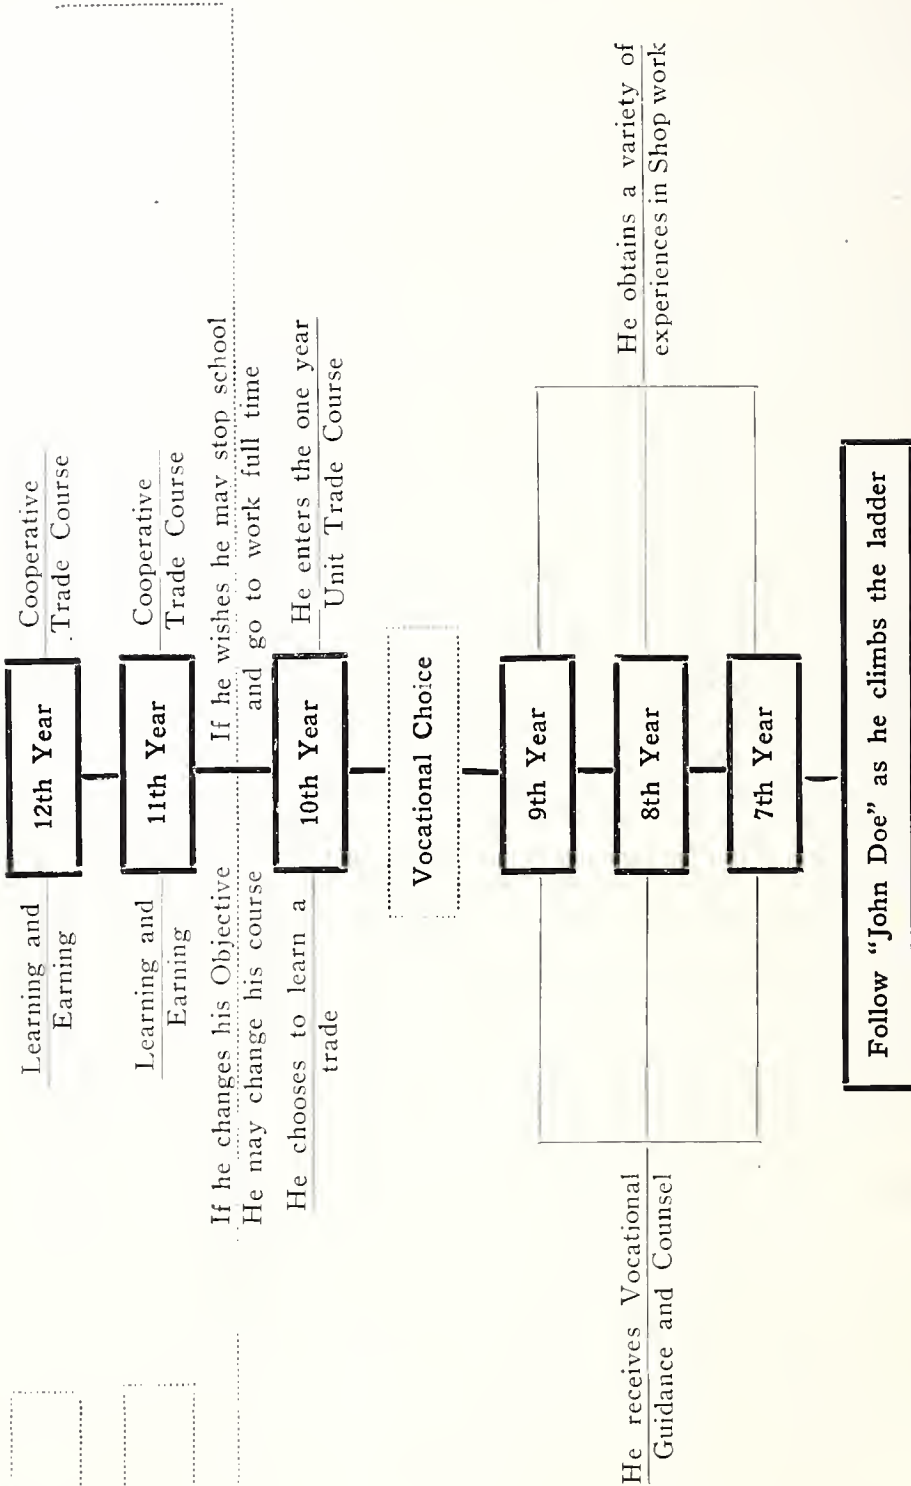 Learning and
Earning
12th Year
Cooperative
Trade Course
Learning and
Earning
11th Year
Cooperative
Trade Course
If he changes his Objective
He may change his course
If he wishes he may stop school
and go to work full time
He chooses to learn a
trade
10th Year
He enters the one year
Unit Trade Course
Vocational Choice
9th Year
He receives Vocational
Guidance and Counsel
8th Year
He obtains a variety of
experiences in Shop work
7th Year
Follow “John Doe” as he climbs the ladder